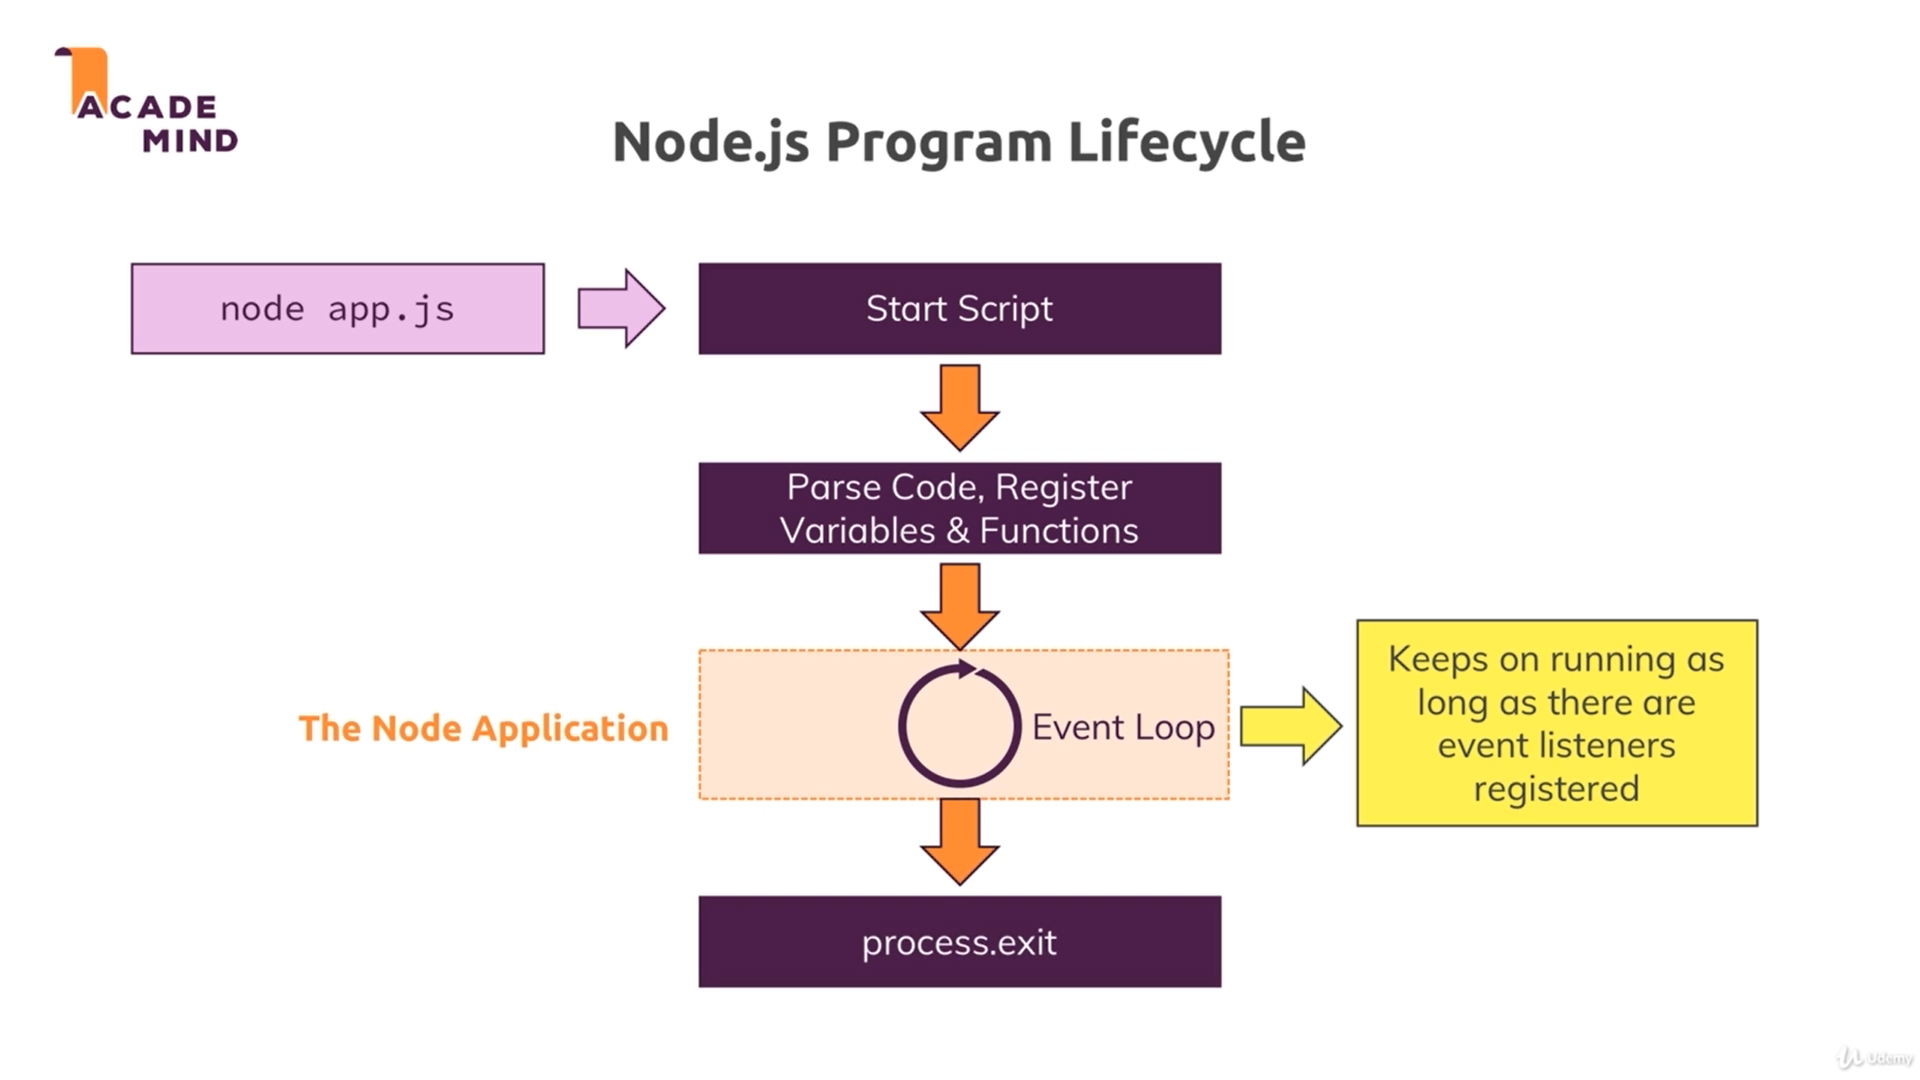 ACADE
MIND
Node.js Program Lifecycle
node app.js
Start Script
Parse Code, Register
Variables & Functions
The Node Application
Event Loop
Keeps on running as
long as there are
event listeners
registered
process.exit
Udemy